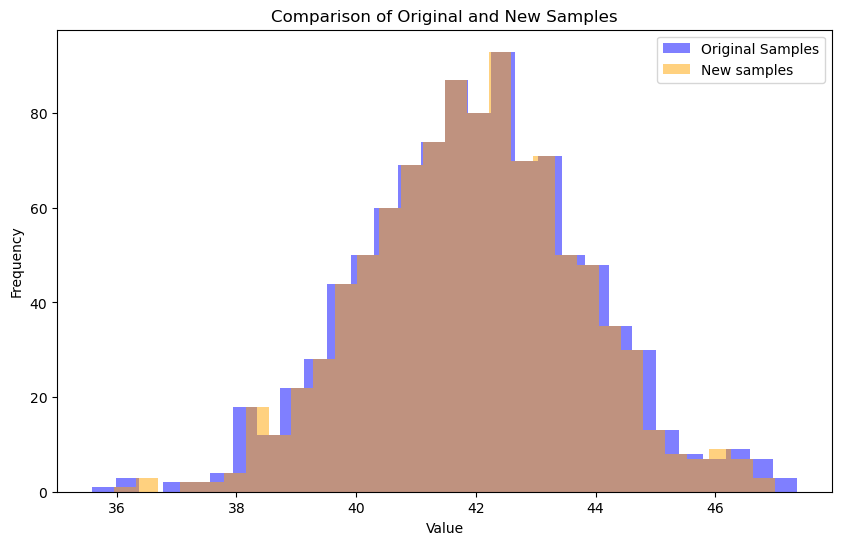 Comparison of Original and New Samples
Original Samples
New samples
Frequency
80
60
40
20
0
36 38 40 42 44 46
Value